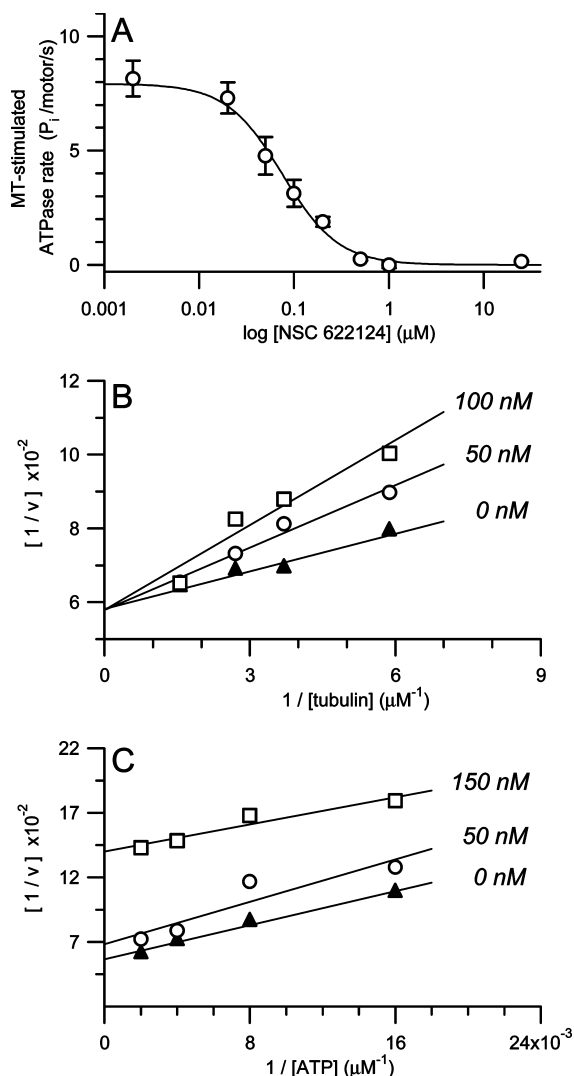 A
MT-stimulated
ATPase rate (Pi/motor/s)
10
5
0
0.001 0.01 0.1 1 10
log [NSC 622124] (μM)
B
[ 1 / v ] x10-2
12
10
8
6
100 nM
50 nM
0 nM
0 3 6 9
1 / [tubulin] (μM-1)
C
[ 1 / v ] x10-2
22
17
12
7
150 nM
50 nM
0 nM
0 8 16 24x10-3
1 / [ATP] (μM-1)